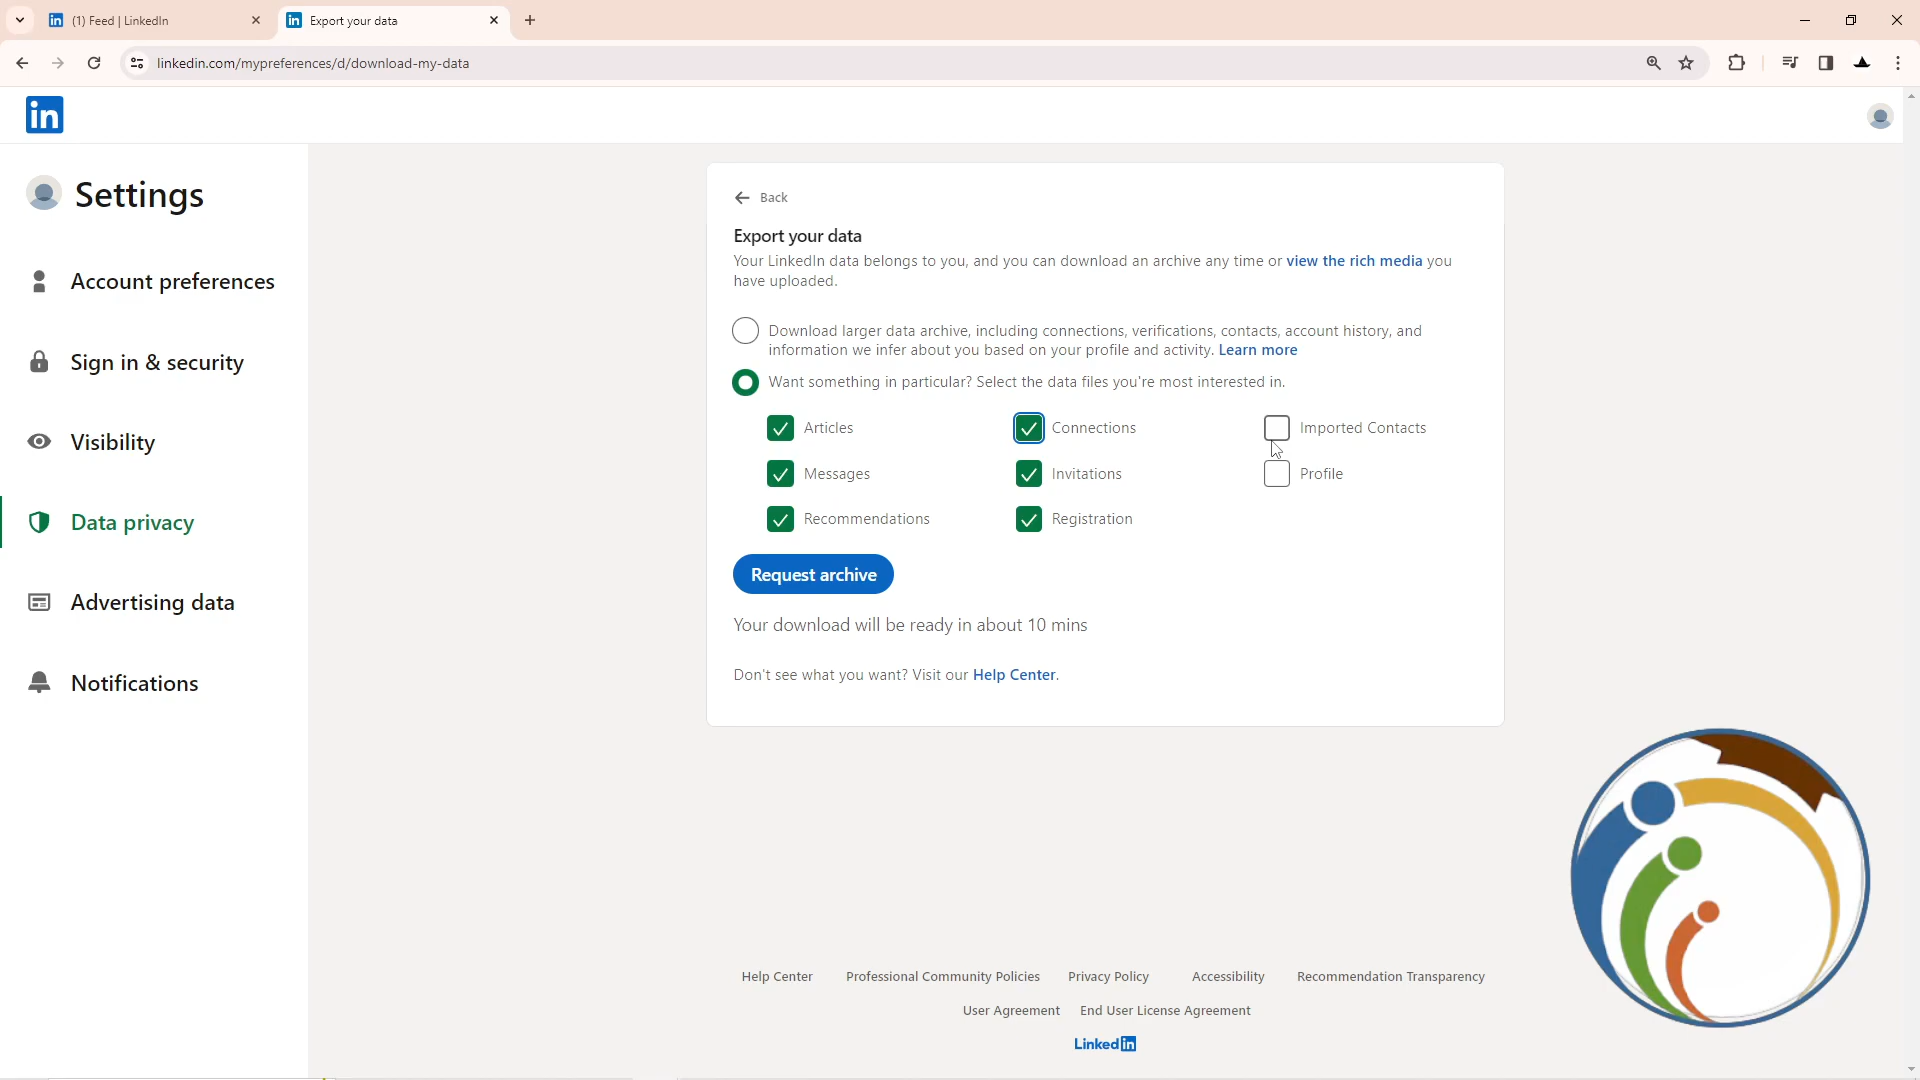 (1) Feed | LinkedIn
Export your data
linkedin.com/mypreferences/d/download-my-data
in
Settings
Account preferences
Sign in & security
Visibility
Data privacy
Advertising data
Notifications
Back
Export your data
Your LinkedIn data belongs to you, and you can download an archive any time or view the rich media you
have uploaded.
Download larger data archive, including connections, verifications, contacts, account history, and
information we infer about you based on your profile and activity. Learn more
Want something in particular? Select the data files you're most interested in.
Articles Connections Imported Contacts
Messages Invitations Profile
Recommendations Registration
Request archive
Your download will be ready in about 10 mins
Don't see what you want? Visit our Help Center.
Help Center Professional Community Policies Privacy Policy Accessibility Recommendation Transparency
User Agreement End User License Agreement
Linkedin